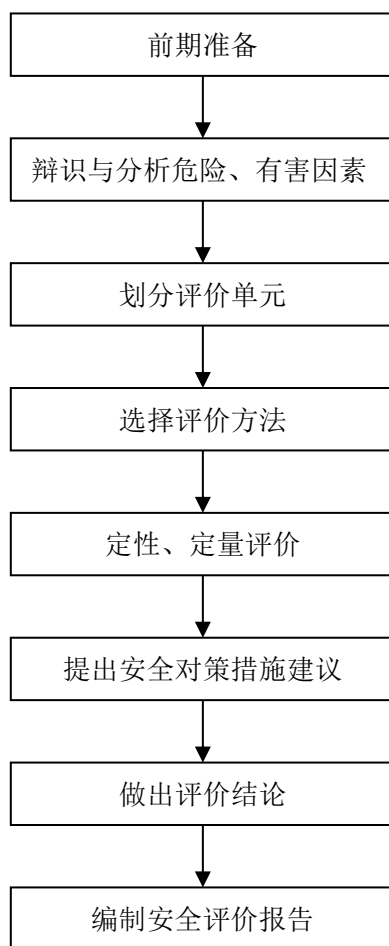 前期准备
辩识与分析危险、有害因素
划分评价单元
选择评价方法
定性、定量评价
提出安全对策措施建议
做出评价结论
编制安全评价报告